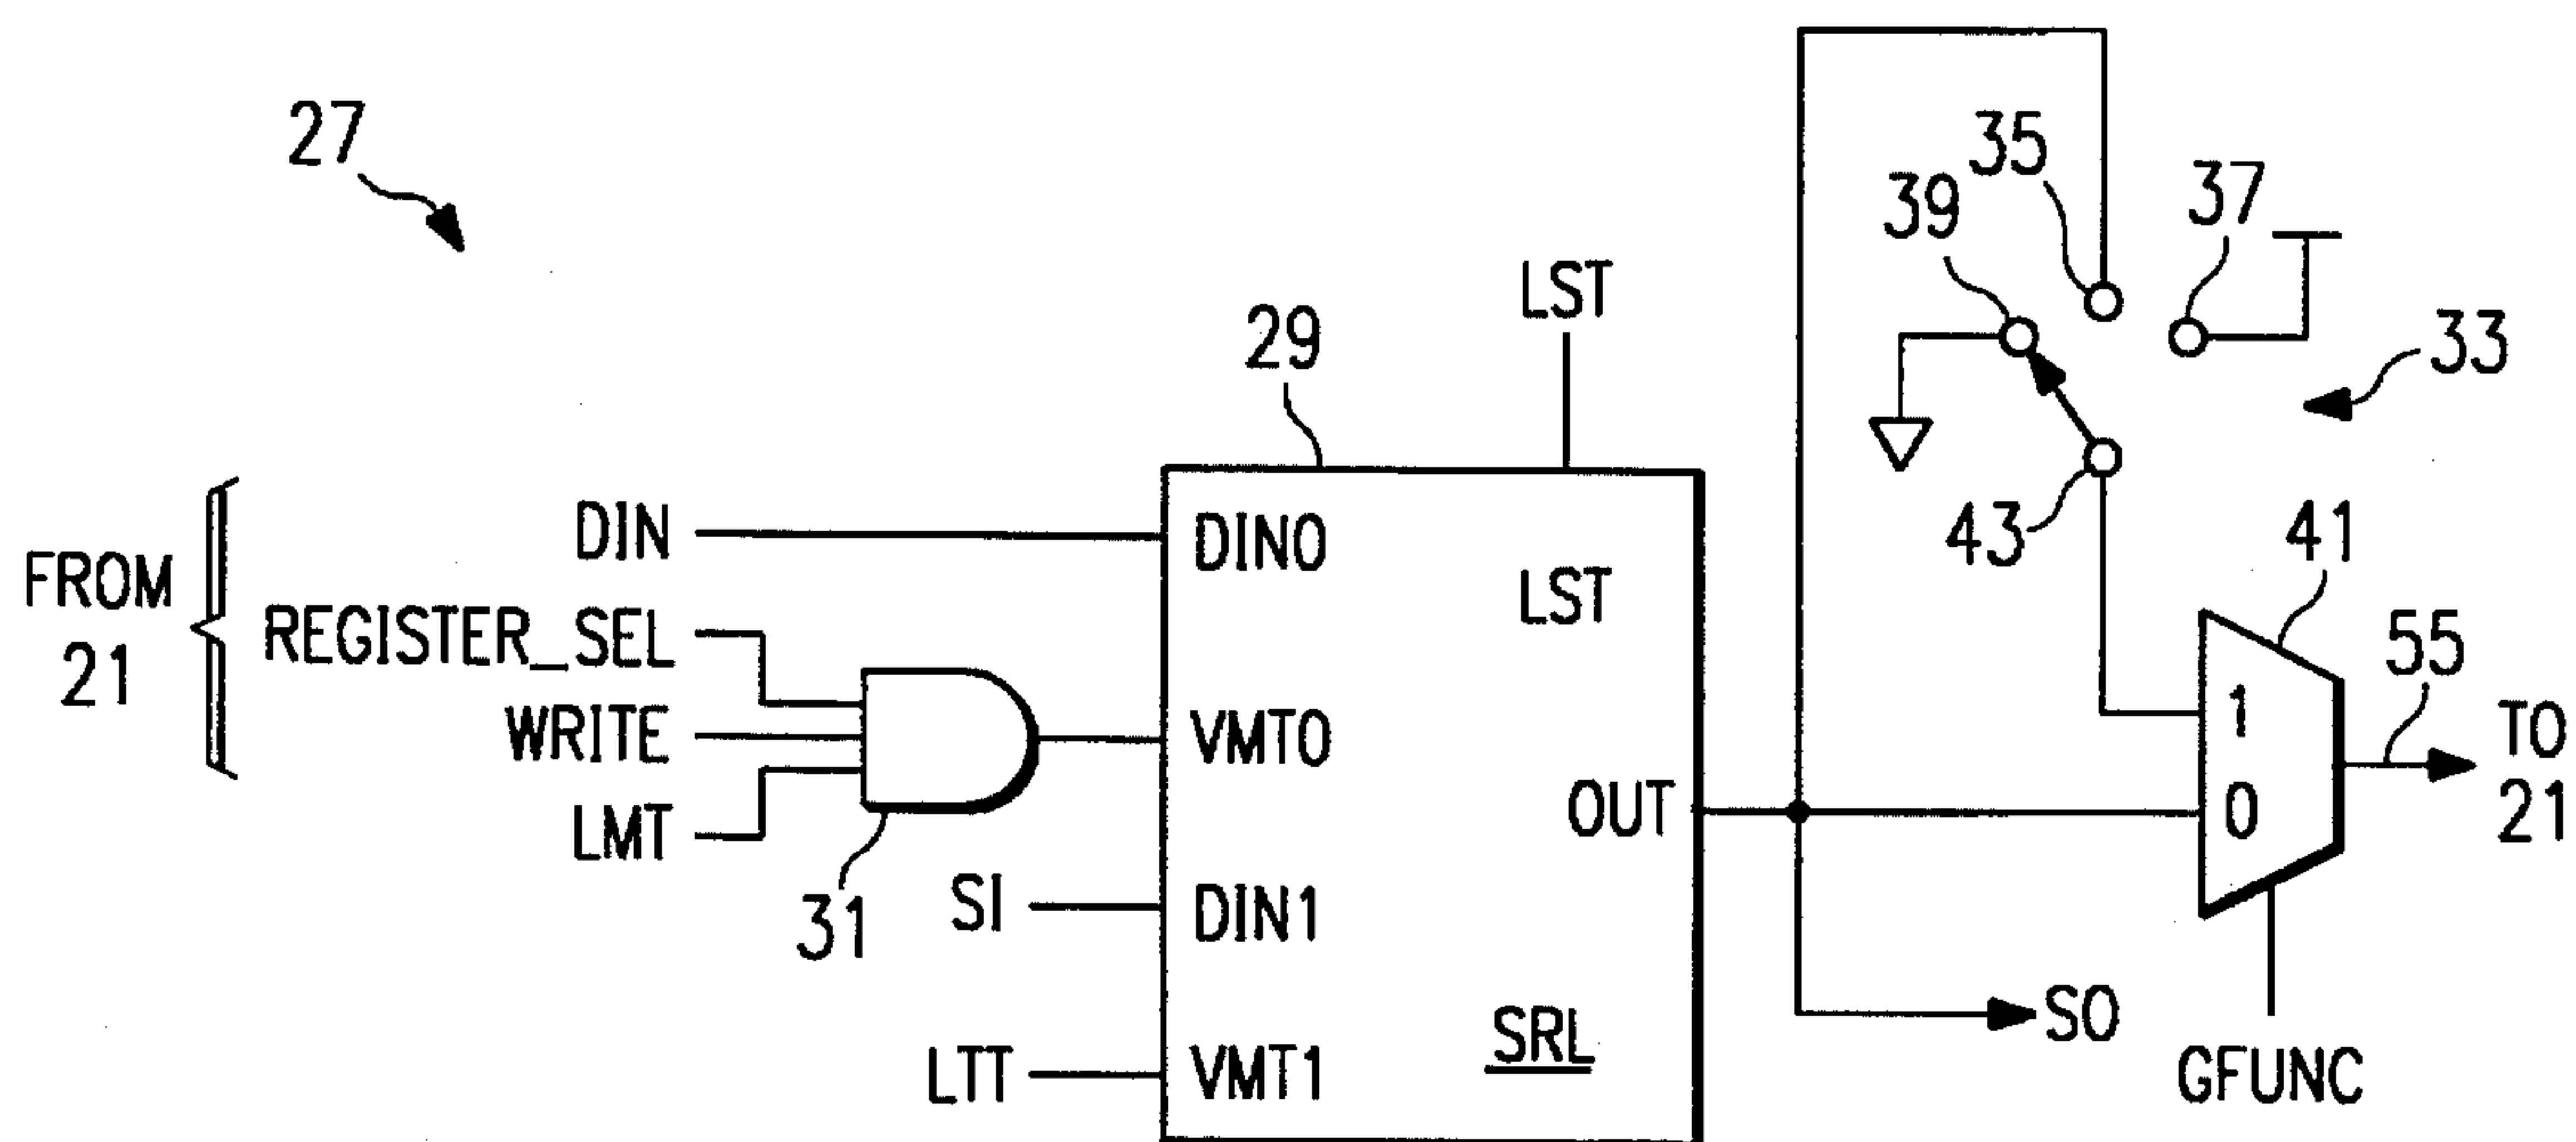 27
35
37
39
LST
29
33
DIN
DIN0
LST
43
41
FROM
21
REGISTER_SEL
55
WRITE
VMT0
TO
21
LMT
OUT
1
0
31
SI
DIN1
SO
SRL
LTT
VMT1
GFUNC